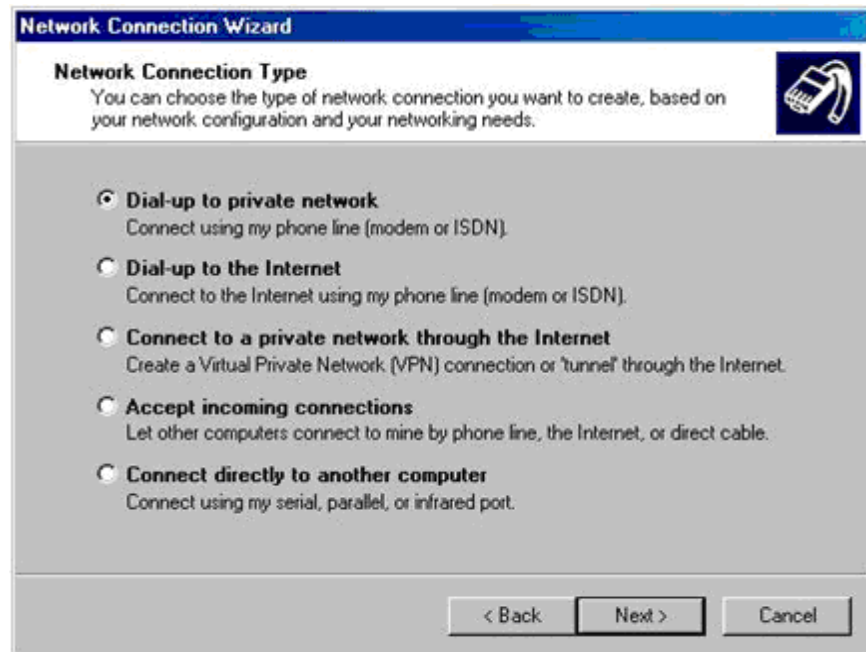 Network Connection Wizard
Network Connection Type
You can choose the type of network connection you want to create, based on
your network configuration and your networking needs.
Dial-up to private network
Connect using my phone line (modem or ISDN).
Dial-up to the Internet
Connect to the Internet using my phone line (modem or ISDN).
Connect to a private network through the Internet
Create a Virtual Private Network (VPN) connection or 'tunnel' through the Internet.
Accept incoming connections
Let other computers connect to mine by phone line, the Internet, or direct cable.
Connect directly to another computer
Connect using my serial, parallel, or infrared port.
< Back Next > Cancel